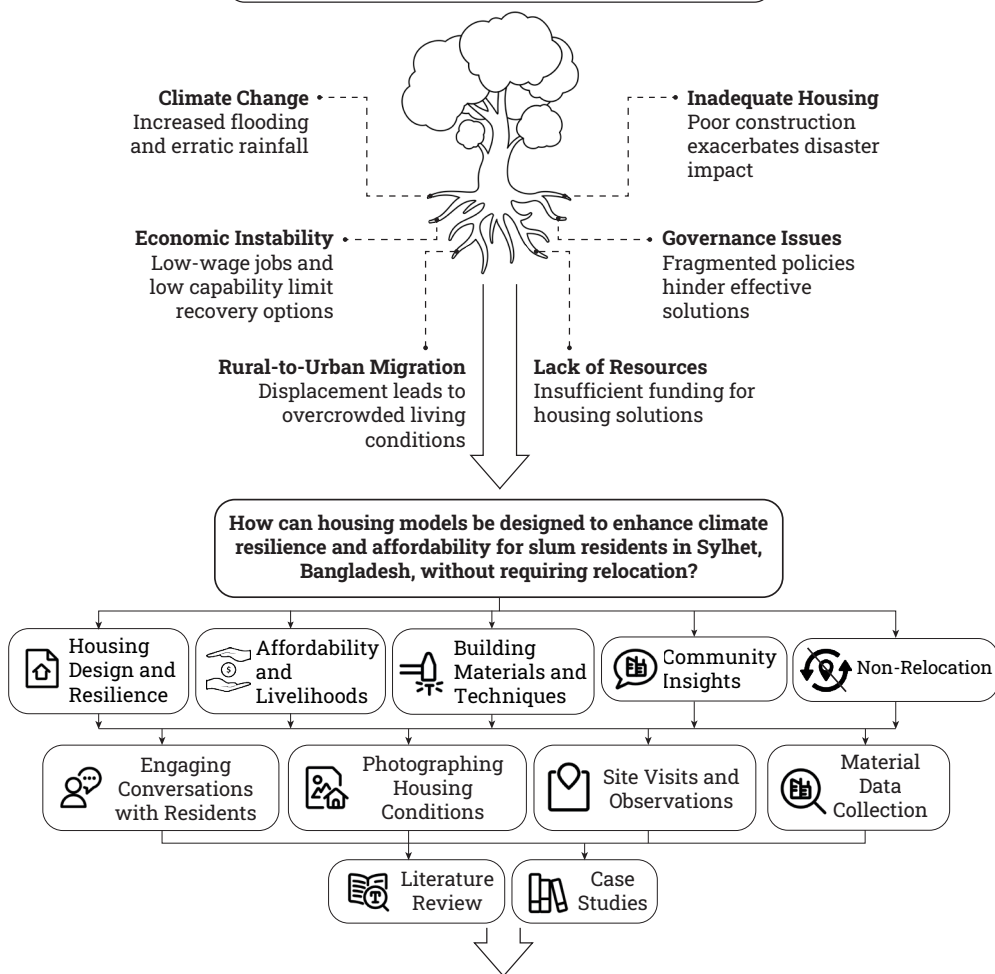 Climate Change
Increased flooding
and erratic rainfall
Inadequate Housing
Poor construction
exacerbates disaster
impact
Economic Instability
Low-wage jobs and
low capability limit
recovery options
Governance Issues
Fragmented policies
hinder effective
solutions
Rural-to-Urban Migration
Displacement leads to
overcrowded living
conditions
Lack of Resources
Insufficient funding for
housing solutions
How can housing models be designed to enhance climate
resilience and affordability for slum residents in Sylhet,
Bangladesh, without requiring relocation?
Housing
Design and
Resilience
$
Affordability
and
Livelihoods
Building
Materials and
Techniques
Community
Insights
Non-Relocation
Engaging
Conversations
with Residents
Photographing
Housing
Conditions
Site Visits and
Observations
Material
Data
Collection
T
Literature
Review
Case
Studies